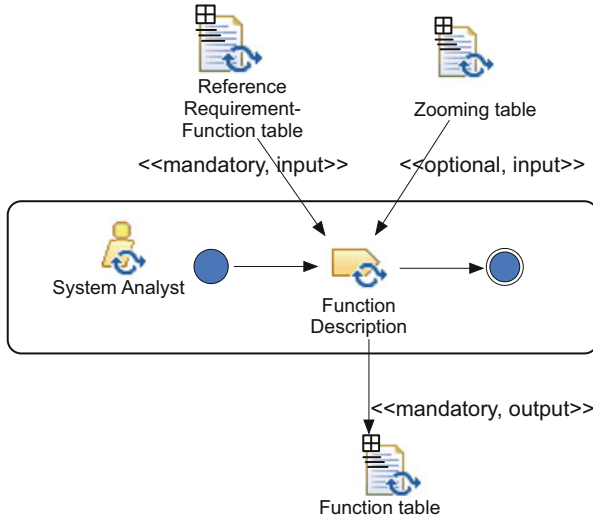 Reference
Requirement-
Function table
Zooming table
<<mandatory, input>>
<<optional, input>>
System Analyst
Function
Description
<<mandatory, output>>
Function table